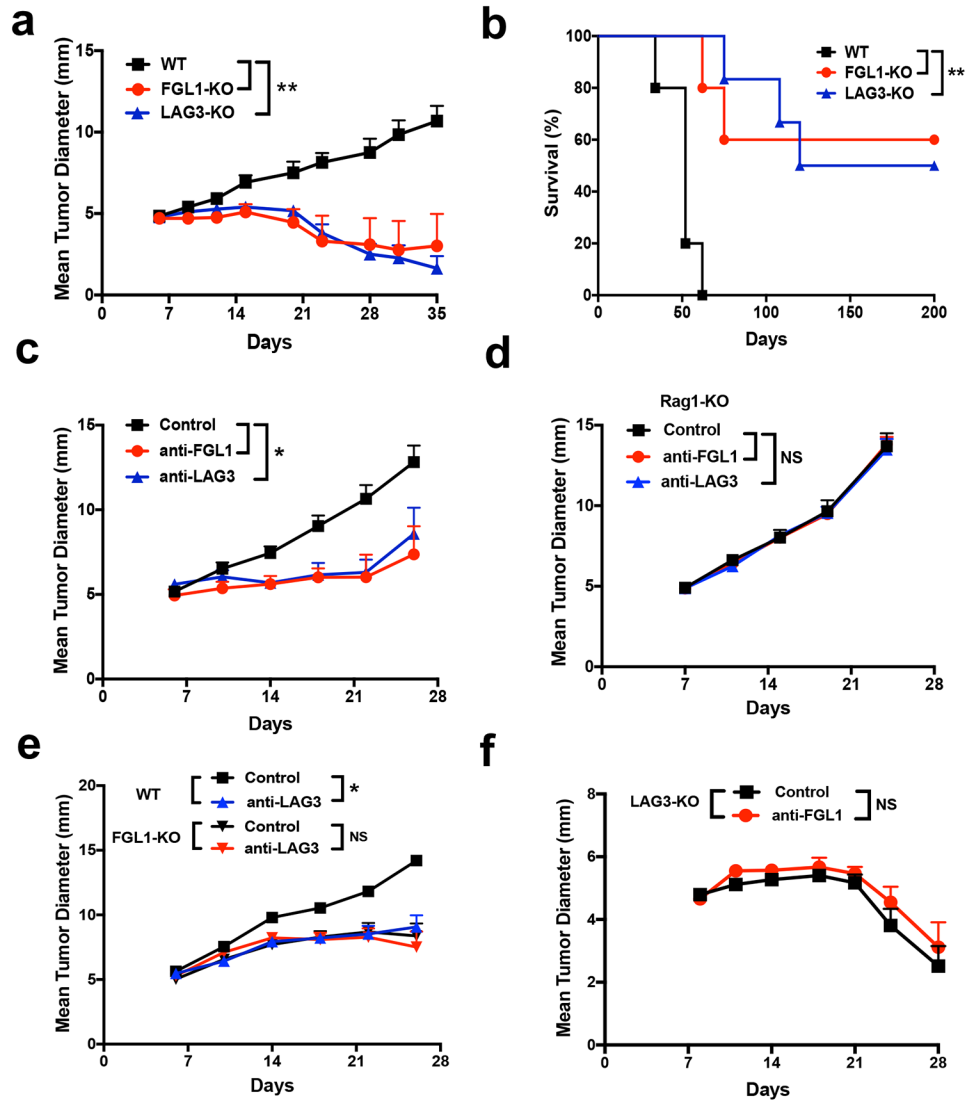 a
Mean Tumor Diameter (mm)
15
10
5
0
WT
FGL1-KO
LAG3-KO
**
0 7 14 21 28 35
Days
b
Survival (%)
100
80
60
40
20
0
WT
FGL1-KO
LAG3-KO
**
0 50 100 150 200
Days
c
Mean Tumor Diameter (mm)
15
10
5
0
Control
anti-FGL1
anti-LAG3
*
0 7 14 21 28
Days
d
Rag1-KO
Mean Tumor Diameter (mm)
15
10
5
0
Control
anti-FGL1
anti-LAG3
NS
0 7 14 21 28
Days
e
Mean Tumor Diameter (mm)
20
15
10
5
0
WT
Control
anti-LAG3
*
FGL1-KO
Control
anti-LAG3
NS
0 7 14 21 28
Days
f
Mean Tumor Diameter (mm)
8
6
4
2
0
LAG3-KO
Control
anti-FGL1
NS
0 7 14 21 28
Days